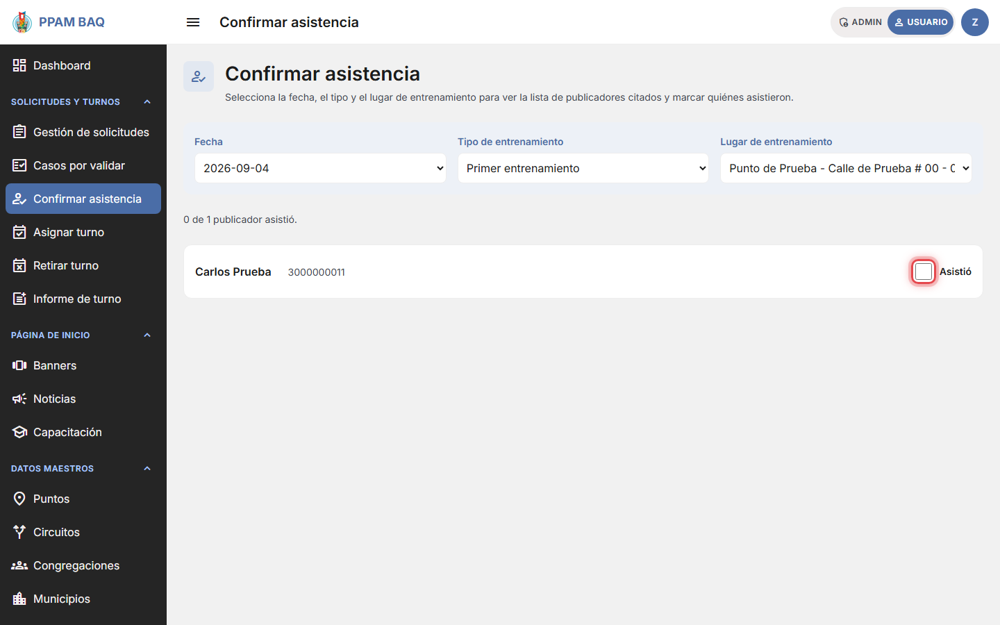 PPAM BAQ
Confirmar asistencia
ADMIN
USUARIO
Z
Dashboard
SOLICITUDES Y TURNOS
Gestión de solicitudes
Casos por validar
Confirmar asistencia
Asignar turno
Retirar turno
Informe de turno
PÁGINA DE INICIO
Banners
Noticias
Capacitación
DATOS MAESTROS
Puntos
Circuitos
Congregaciones
Municipios
Confirmar asistencia
Selecciona la fecha, el tipo y el lugar de entrenamiento para ver la lista de publicadores citados y marcar quiénes asistieron.
Fecha
2026-09-04
Tipo de entrenamiento
Primer entrenamiento
Lugar de entrenamiento
Punto de Prueba - Calle de Prueba # 00 - 
0 de 1 publicador asistió.
Carlos Prueba
3000000011
Asistió